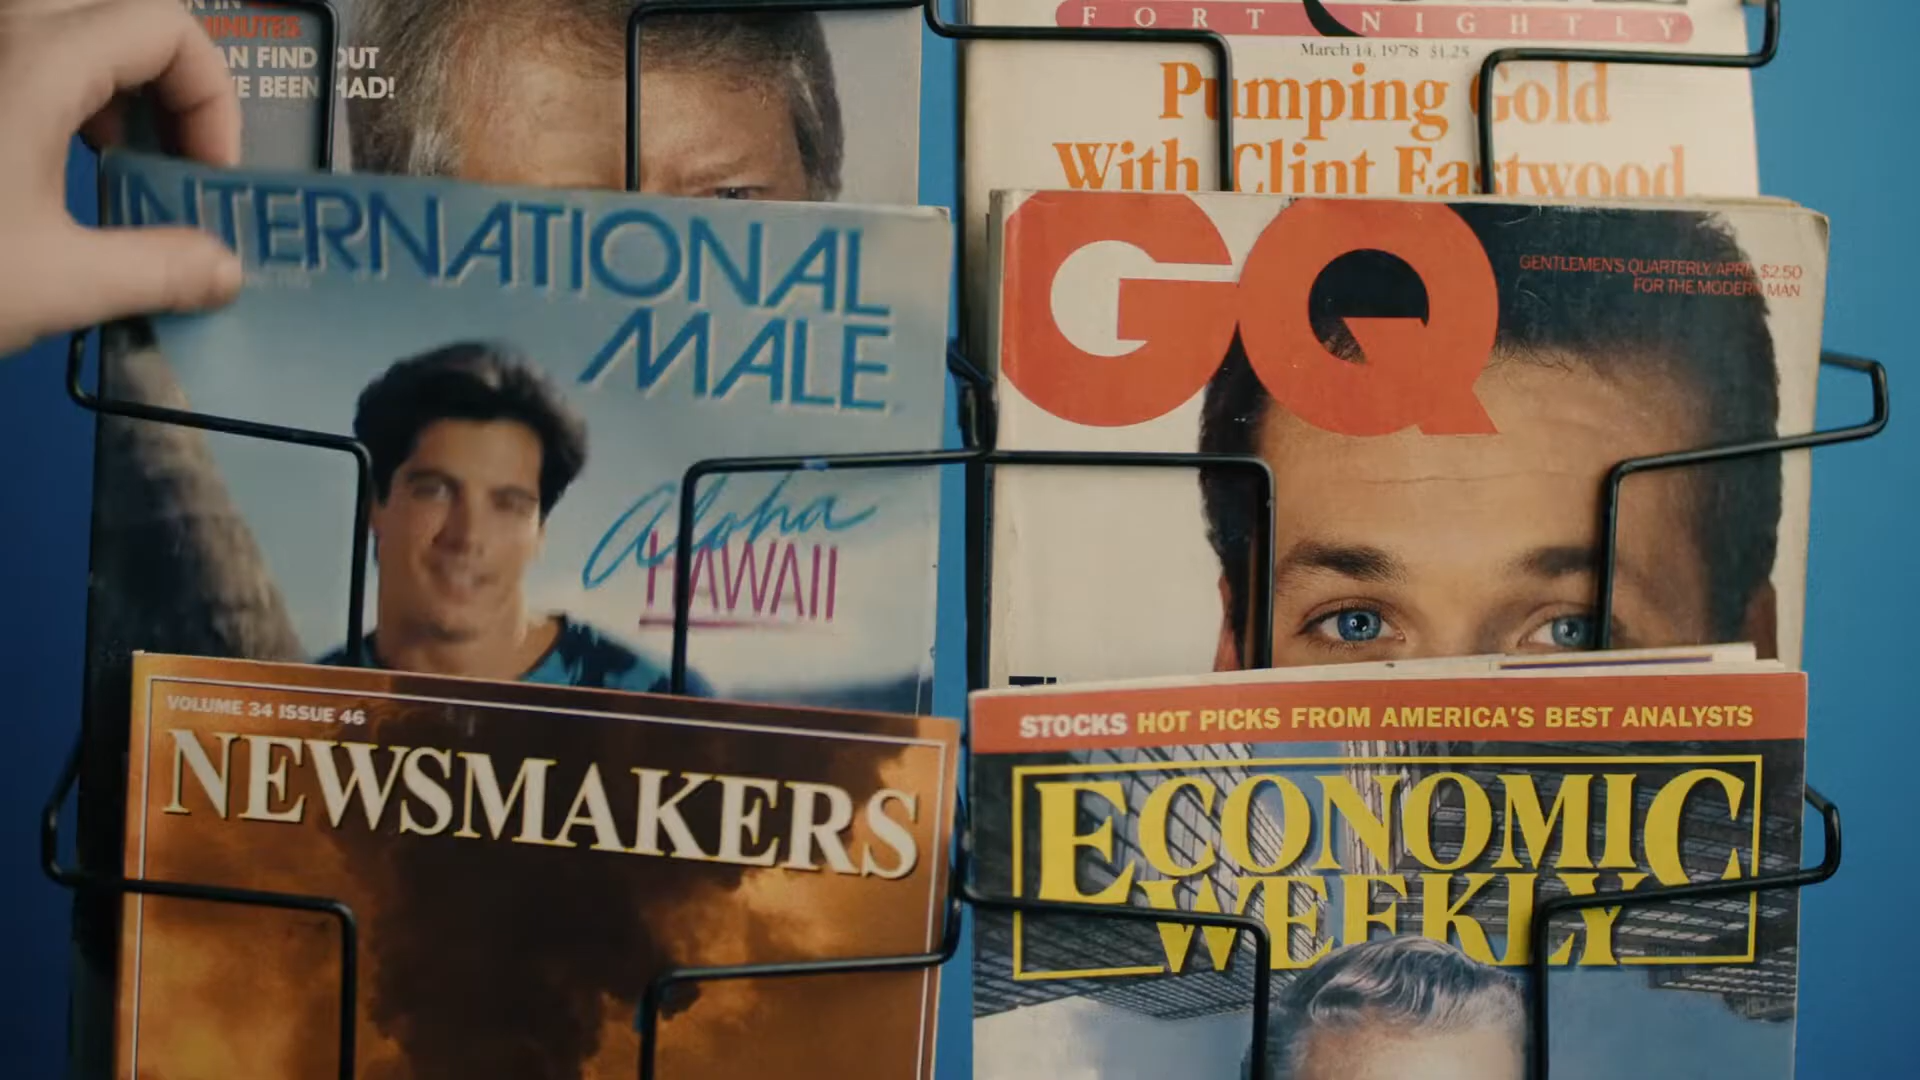 MINUTES
AN FIND OUT
E BEEN HAD!
FORTNIGHTLY
March 14, 1978 $1.25
Pumping Gold
With Clint Eastwood
INTERNATIONAL
MALE
Aloha
HAWAII
GQ
GENTLEMEN'S QUARTERLY/APRIL $2.50
FOR THE MODERN MAN
VOLUME 34 ISSUE 46
NEWSMAKERS
STOCKS HOT PICKS FROM AMERICA'S BEST ANALYSTS
ECONOMIC
WEEKLY